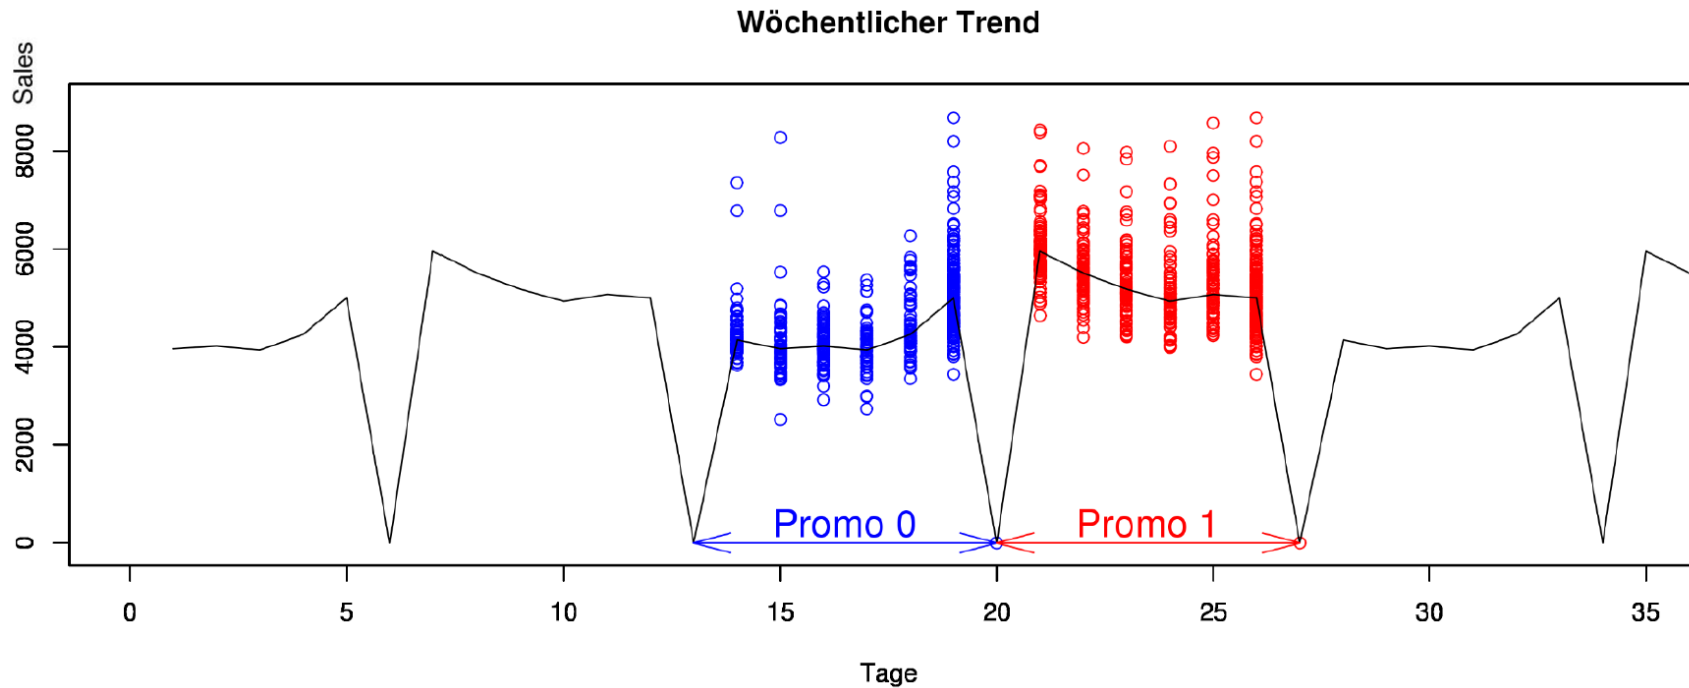 Wöchentlicher Trend
Sales
8000
6000
4000
2000
0
Promo 0
Promo 1
0 5 10 15 20 25 30 35
Tage